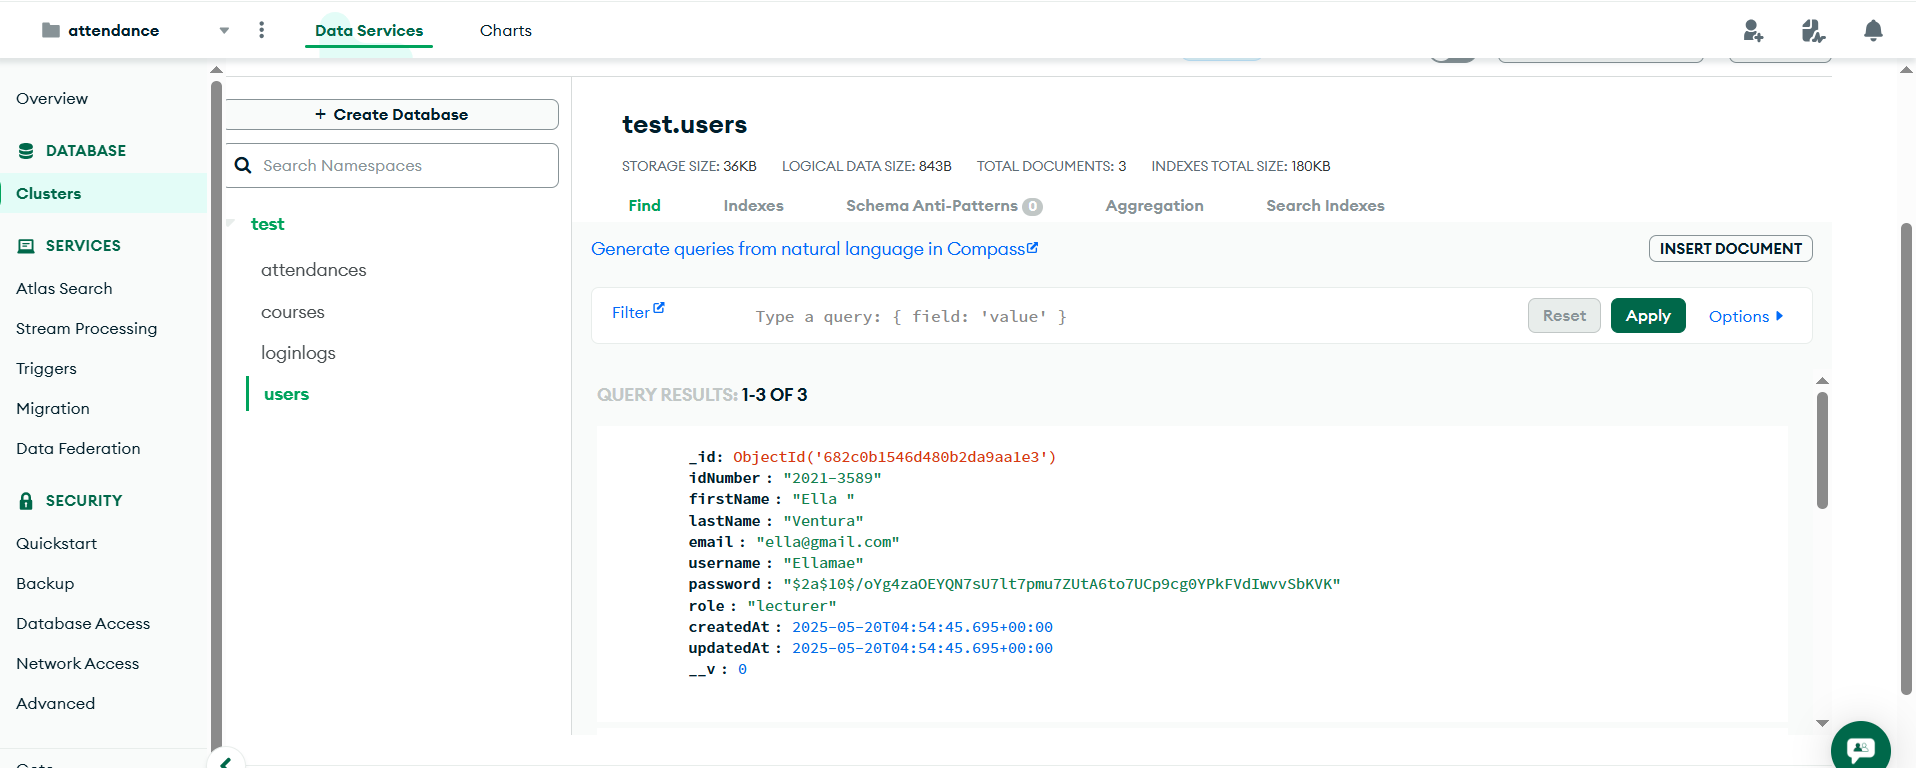 attendance
Data Services
Charts
Overview
DATABASE
Clusters
SERVICES
Atlas Search
Stream Processing
Triggers
Migration
Data Federation
SECURITY
Quickstart
Backup
Database Access
Network Access
Advanced
+ Create Database
Search Namespaces
test
attendances
courses
loginlogs
users
test.users
STORAGE SIZE: 36KB LOGICAL DATA SIZE: 843B TOTAL DOCUMENTS: 3 INDEXES TOTAL SIZE: 180KB
Find Indexes Schema Anti-Patterns 0 Aggregation Search Indexes
Generate queries from natural language in Compass
INSERT DOCUMENT
Filter Type a query: { field: 'value' } Reset Apply Options
QUERY RESULTS: 1-3 OF 3
_id: ObjectId('682c0b1546d480b2da9aa1e3')
idNumber : "2021-3589"
firstName : "Ella "
lastName : "Ventura"
email : "ella@gmail.com"
username : "Ellamae"
password : "$2a$10$/oYg4zaOEYQN7sU7lt7pmu7ZUtA6to7UCp9cg0YPkFVdIwvvSbKVK"
role : "lecturer"
createdAt : 2025-05-20T04:54:45.695+00:00
updatedAt : 2025-05-20T04:54:45.695+00:00
__v : 0